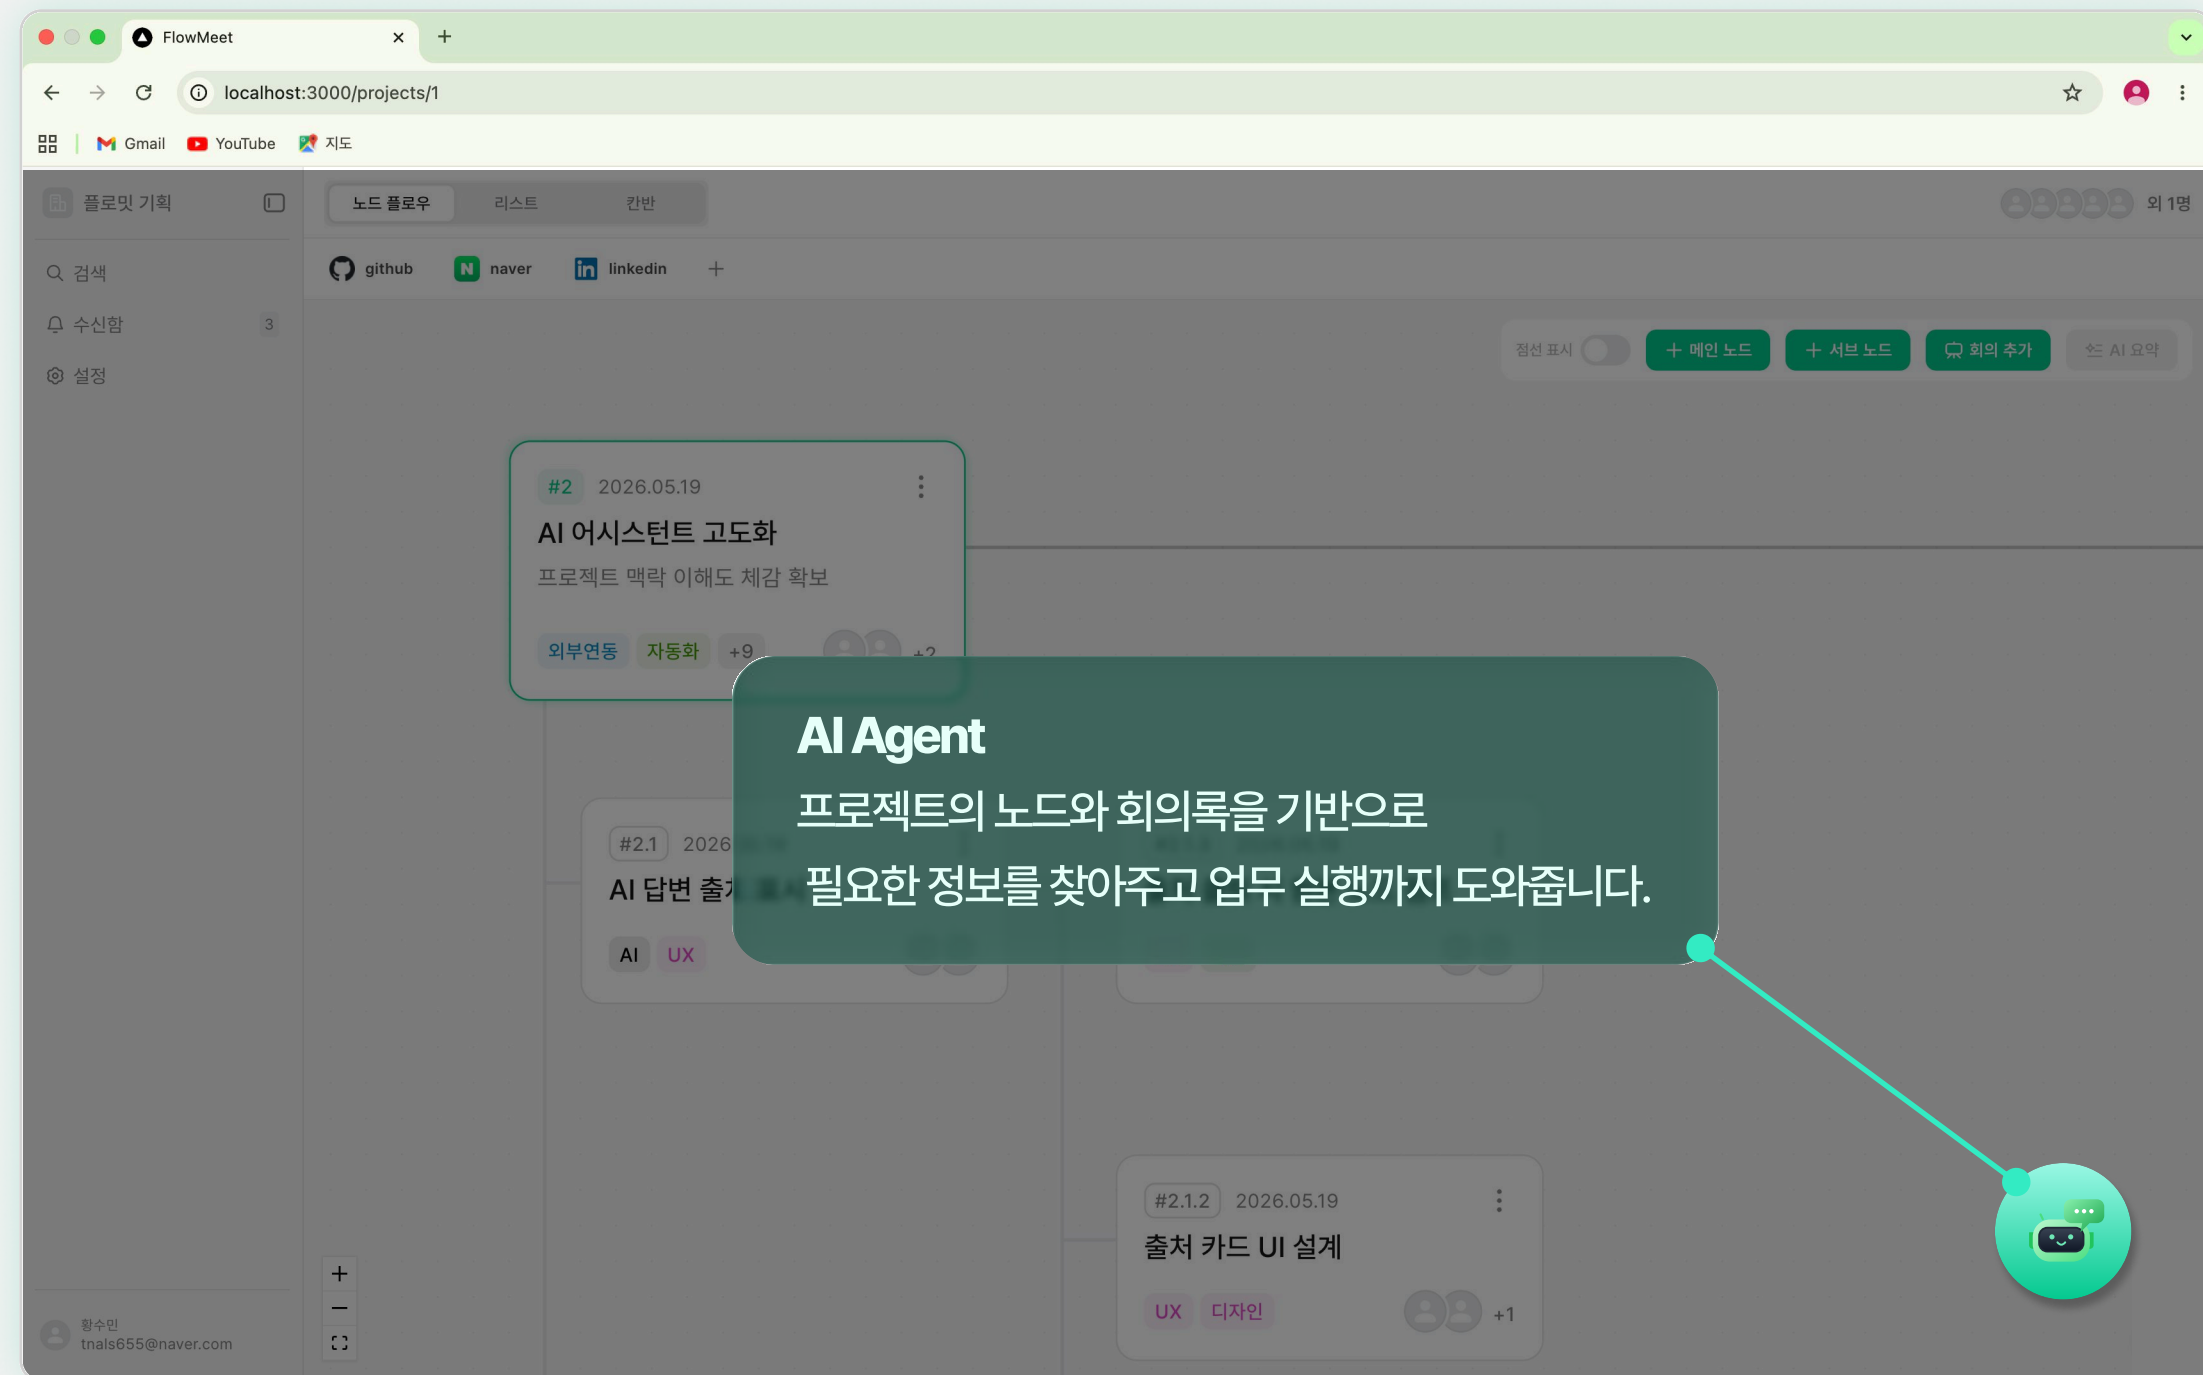 FlowMeet
localhost:3000/projects/1
Gmail
YouTube
지도
플로밋 기획
노드 플로우
리스트
칸반
외 1명
검색
수신함
3
설정
github
naver
linkedin
점선 표시
메인 노드
서브 노드
회의 추가
AI 요약
#2 2026.05.19
AI 어시스턴트 고도화
프로젝트 맥락 이해도 체감 확보
외부연동 자동화 +9 +2
AI Agent
프로젝트의 노드와 회의록을 기반으로
필요한 정보를 찾아주고 업무 실행까지 도와줍니다.
#2.1 2026
AI 답변 출처
AI UX
#2.1.2 2026.05.19
출처 카드 UI 설계
UX 디자인 +1
황수민
tnals655@naver.com